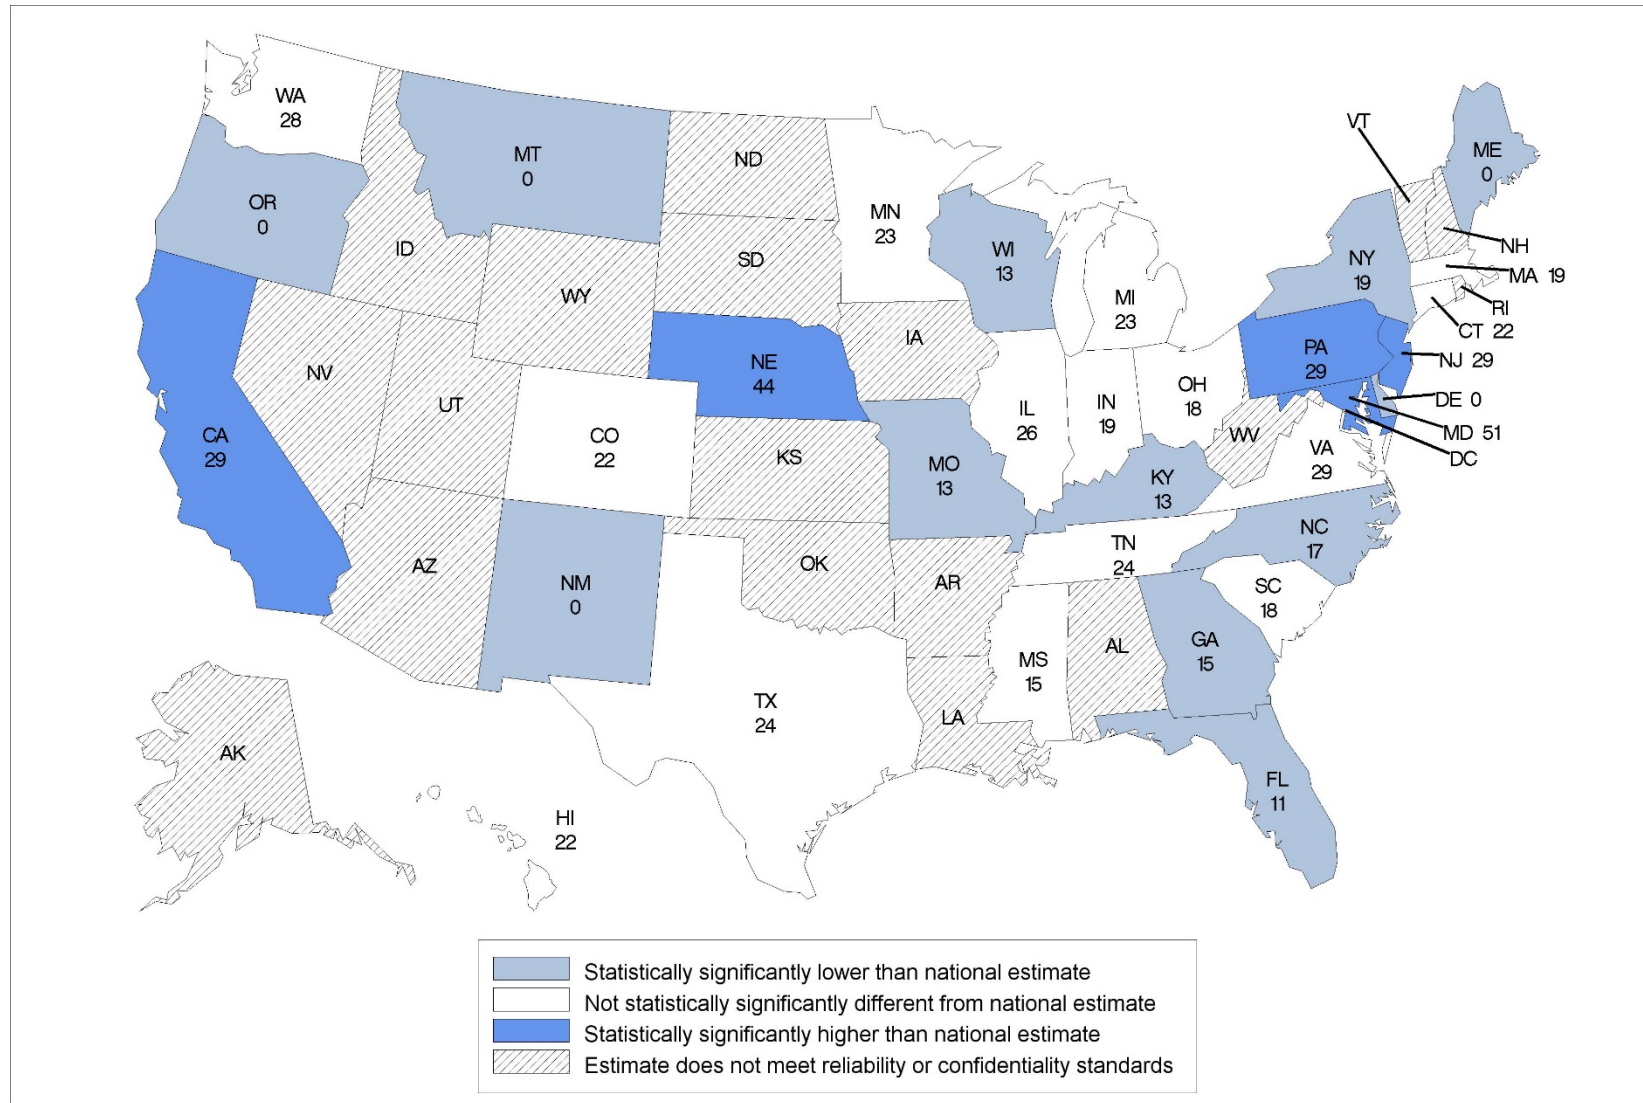 WA
28
MT
0
ND
VT
ME
0
OR
0
ID
MN
23
WI
13
NH
NY
19
MA 19
SD
WY
MI
23
RI
22
CT
IA
NV
NE
44
PA
29
NJ 29
UT
OH
18
DE 0
CA
29
CO
22
KS
IL
26
IN
19
WV
MD 51
VA
29
DC
MO
13
KY
13
NC
17
AZ
NM
0
OK
AR
TN
24
SC
18
MS
15
AL
GA
15
TX
24
LA
AK
FL
11
HI
22
Statistically significantly lower than national estimate
Not statistically significantly different from national estimate
Statistically significantly higher than national estimate
Estimate does not meet reliability or confidentiality standards